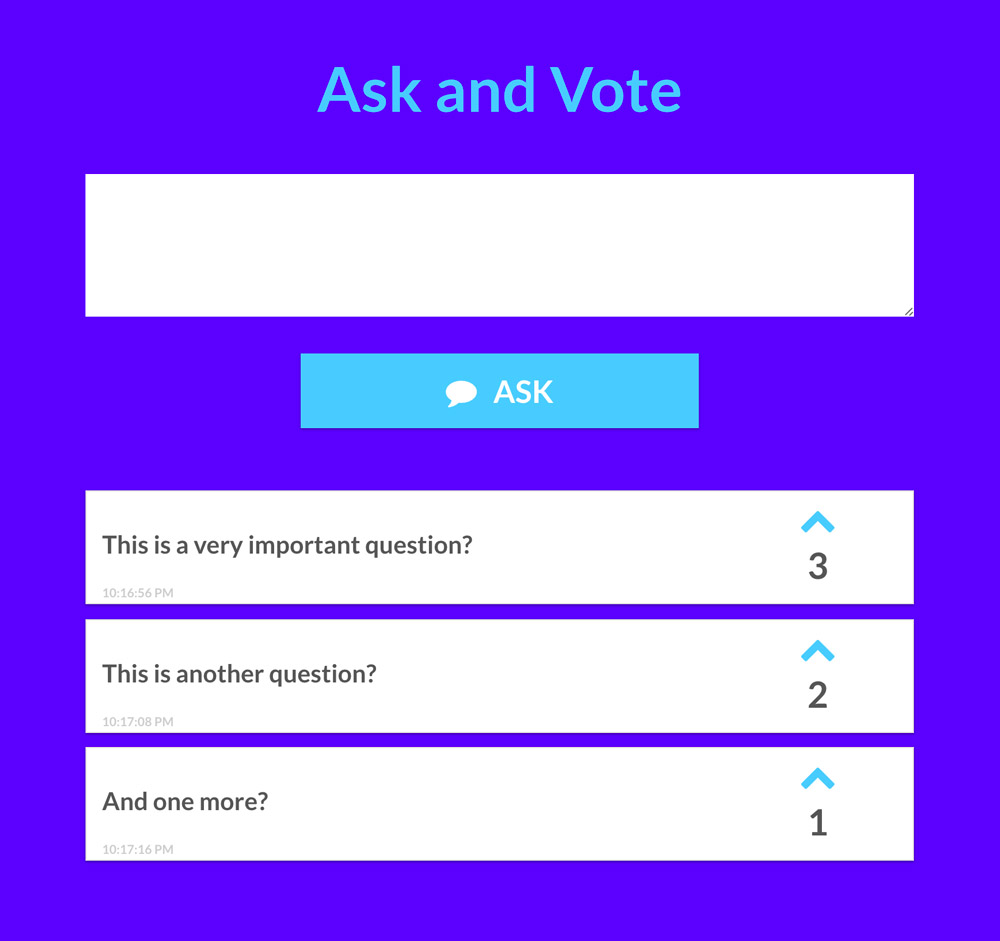 Ask and Vote
ASK
This is a very important question?
3
10:16:56 PM
This is another question?
2
10:17:08 PM
And one more?
1
10:17:16 PM